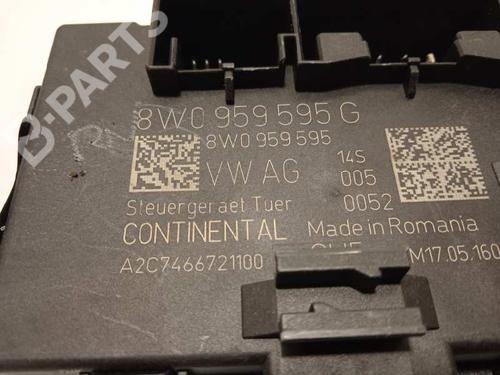 B-PARTS
8W0 959 595 G
8W0 959 595
VW AG
14S
005
0052
Steuergeraet Tuer
CONTINENTAL
Made in Romania
A2C7466721100
M17.05.160